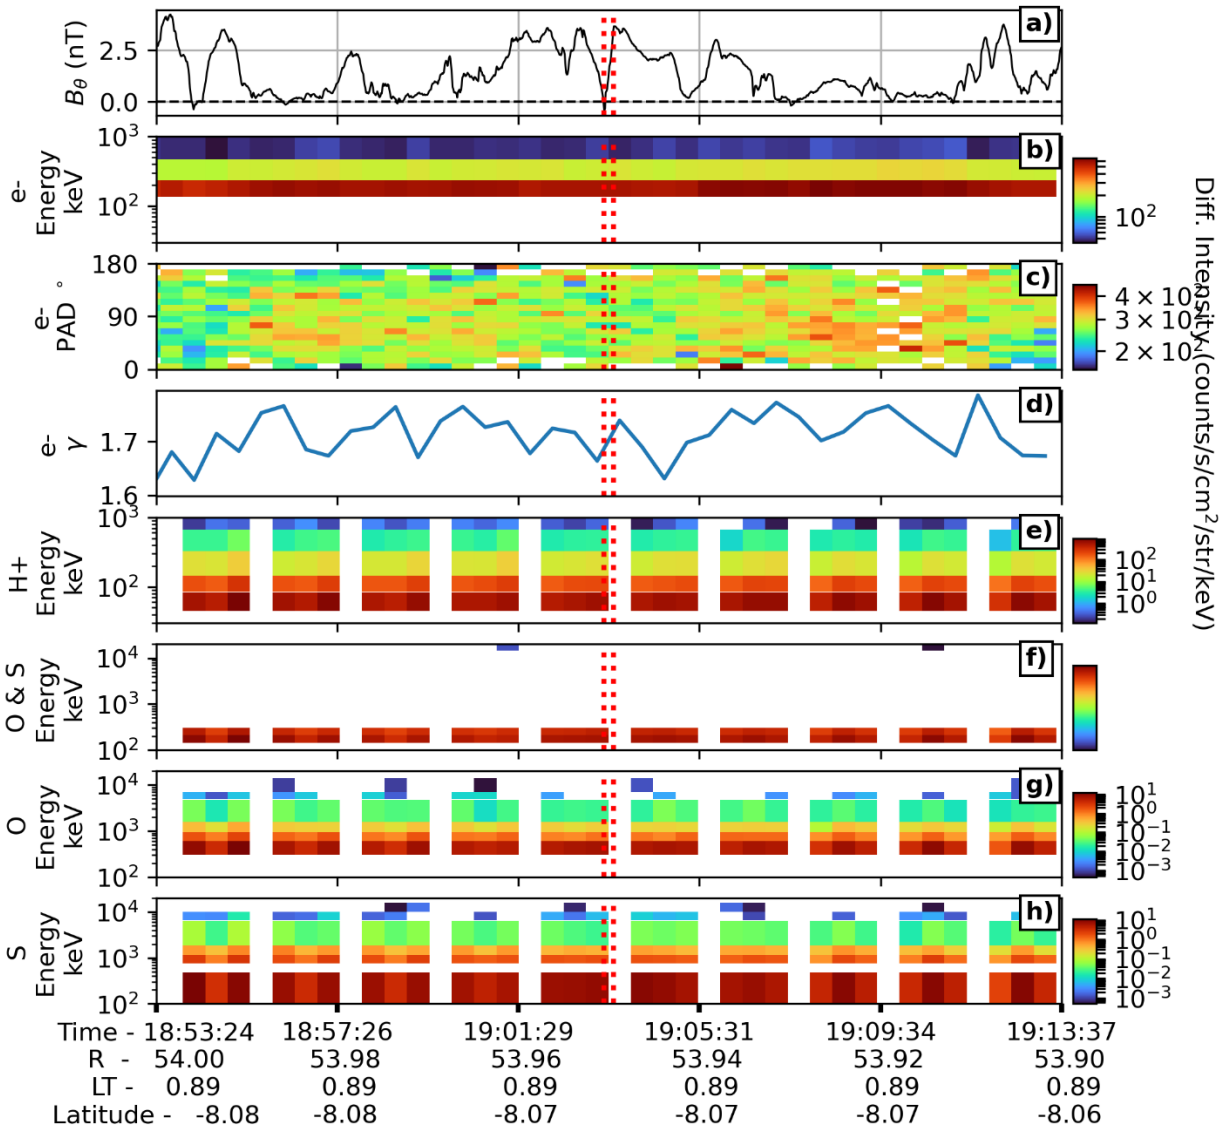 a)
2.5
0.0
B_θ (nT)
b)
10³
10²
e-
Energy
keV
10²
c)
180
90
0
e-
PAD °
4 × 10²
3 × 10²
2 × 10²
d)
1.7
1.6
e-
γ
e)
10³
10²
H+
Energy
keV
10²
10¹
10⁰
f)
10⁴
10³
10²
O & S
Energy
keV
g)
10⁴
10³
10²
O
Energy
keV
10¹
10⁰
10⁻¹
10⁻²
10⁻³
h)
10⁴
10³
10²
S
Energy
keV
10¹
10⁰
10⁻¹
10⁻²
10⁻³
Diff. Intensity (counts/s/cm²/str/keV)
Time - 18:53:24 18:57:26 19:01:29 19:05:31 19:09:34 19:13:37
R - 54.00 53.98 53.96 53.94 53.92 53.90
LT - 0.89 0.89 0.89 0.89 0.89 0.89
Latitude - -8.08 -8.08 -8.07 -8.07 -8.07 -8.06